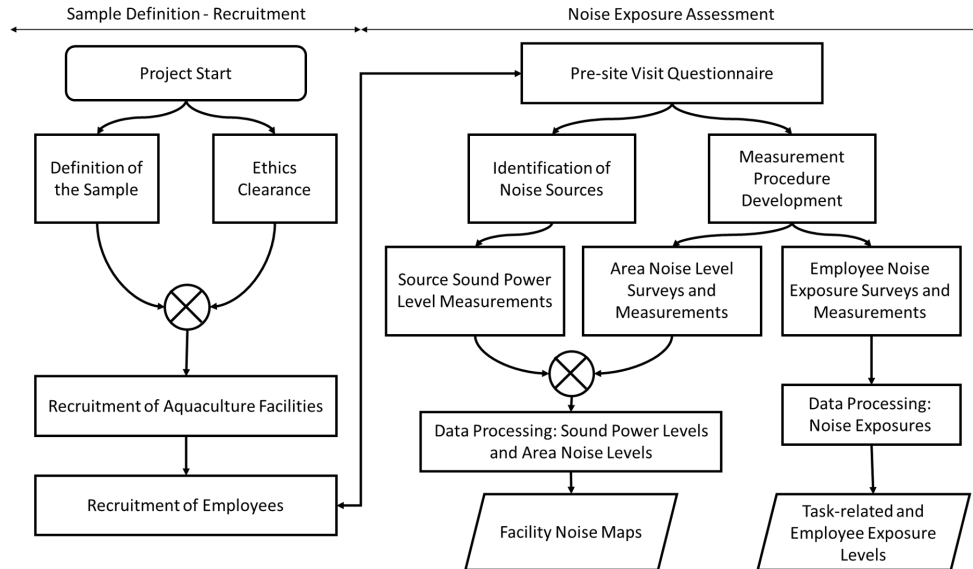 Sample Definition - Recruitment
Noise Exposure Assessment
Project Start
Definition of
the Sample
Ethics
Clearance
Recruitment of Aquaculture Facilities
Recruitment of Employees
Pre-site Visit Questionnaire
Identification of
Noise Sources
Measurement
Procedure
Development
Source Sound Power
Level Measurements
Area Noise Level
Surveys and
Measurements
Employee Noise
Exposure Surveys and
Measurements
Data Processing: Sound Power Levels
and Area Noise Levels
Data Processing:
Noise Exposures
Facility Noise Maps
Task-related and
Employee Exposure
Levels